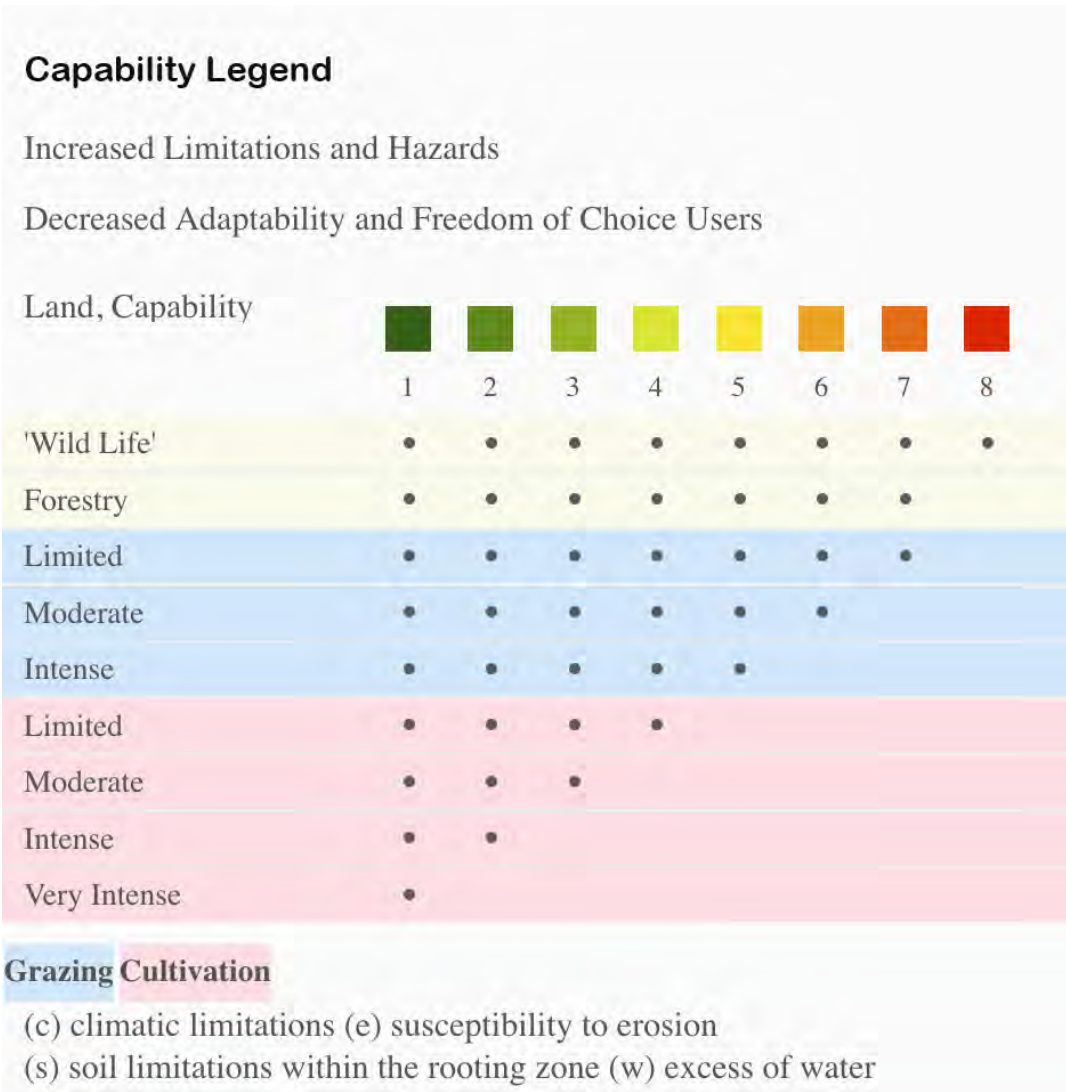 Capability Legend
Increased Limitations and Hazards
Decreased Adaptability and Freedom of Choice Users
Land, Capability
1 2 3 4 5 6 7 8
'Wild Life'
Forestry
Limited
Moderate
Intense
Limited
Moderate
Intense
Very Intense
Grazing Cultivation
(c) climatic limitations (e) susceptibility to erosion
(s) soil limitations within the rooting zone (w) excess of water